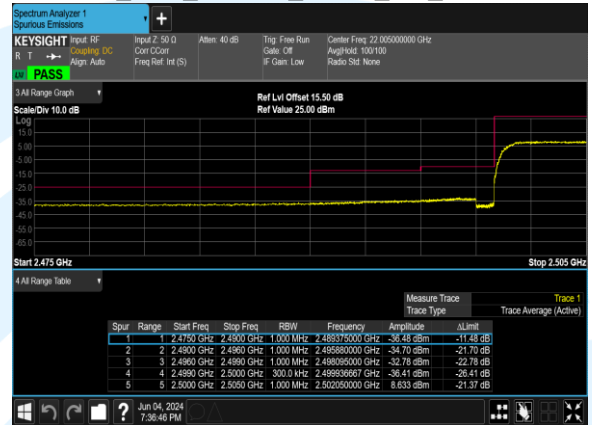 Spectrum Analyzer 1
Spurious Emissions
KEYSIGHT Input: RF Input Z: 50 Ω Atten: 40 dB Trig: Free Run Center Freq: 22.005000000 GHz
R T Coupling: DC Corr CCorr Gate: Off Avg|Hold: 100/100
Align: Auto Freq Ref: Int (S) IF Gain: Low Radio Std: None
PASS
3 All Range Graph
Ref Lvl Offset 15.50 dB
Scale/Div 10.0 dB Ref Value 25.00 dBm
Log
15.0
5.00
-5.00
-15.0
-25.0
-35.0
-45.0
-55.0
-65.0
Start 2.475 GHz Stop 2.505 GHz
4 All Range Table
Measure Trace Trace 1
Trace Type Trace Average (Active)
Spur Range Start Freq Stop Freq RBW Frequency Amplitude ΔLimit
1 1 2.4750 GHz 2.4900 GHz 1.000 MHz 2.489375000 GHz -36.48 dBm -11.48 dB
2 2 2.4900 GHz 2.4960 GHz 1.000 MHz 2.495880000 GHz -34.70 dBm -21.70 dB
3 3 2.4960 GHz 2.4990 GHz 1.000 MHz 2.498095000 GHz -32.78 dBm -22.78 dB
4 4 2.4990 GHz 2.5000 GHz 300.0 kHz 2.499936667 GHz -36.41 dBm -26.41 dB
5 5 2.5000 GHz 2.5050 GHz 1.000 MHz 2.502050000 GHz 8.633 dBm -21.37 dB
?
Jun 04, 2024
7:36:46 PM